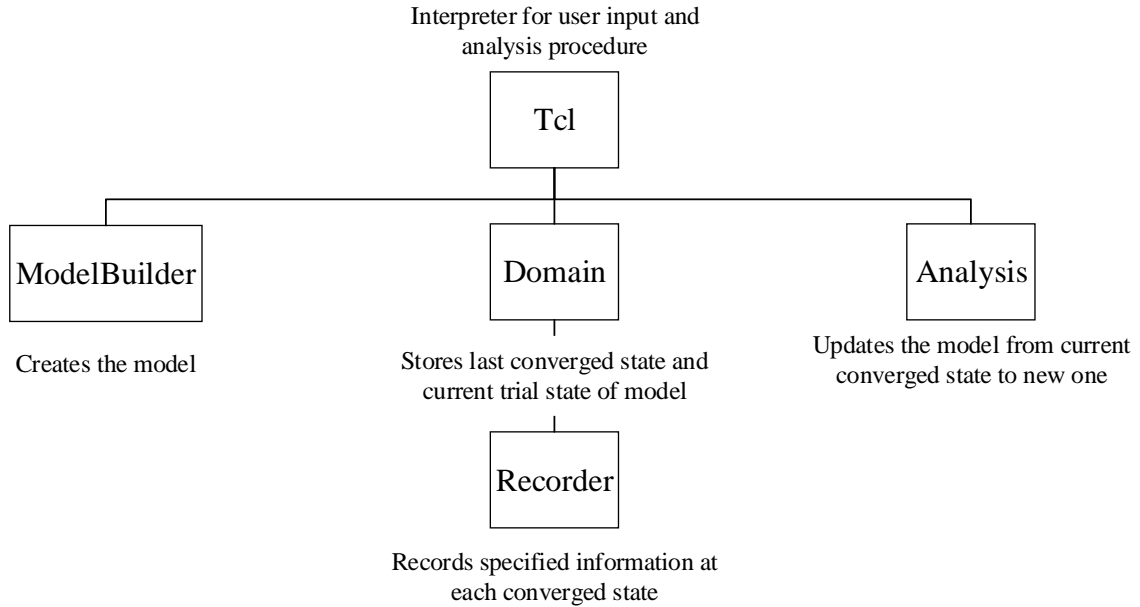 Interpreter for user input and
analysis procedure
Tcl
ModelBuilder
Domain
Analysis
Creates the model
Stores last converged state and
current trial state of model
Updates the model from current
converged state to new one
Recorder
Records specified information at
each converged state